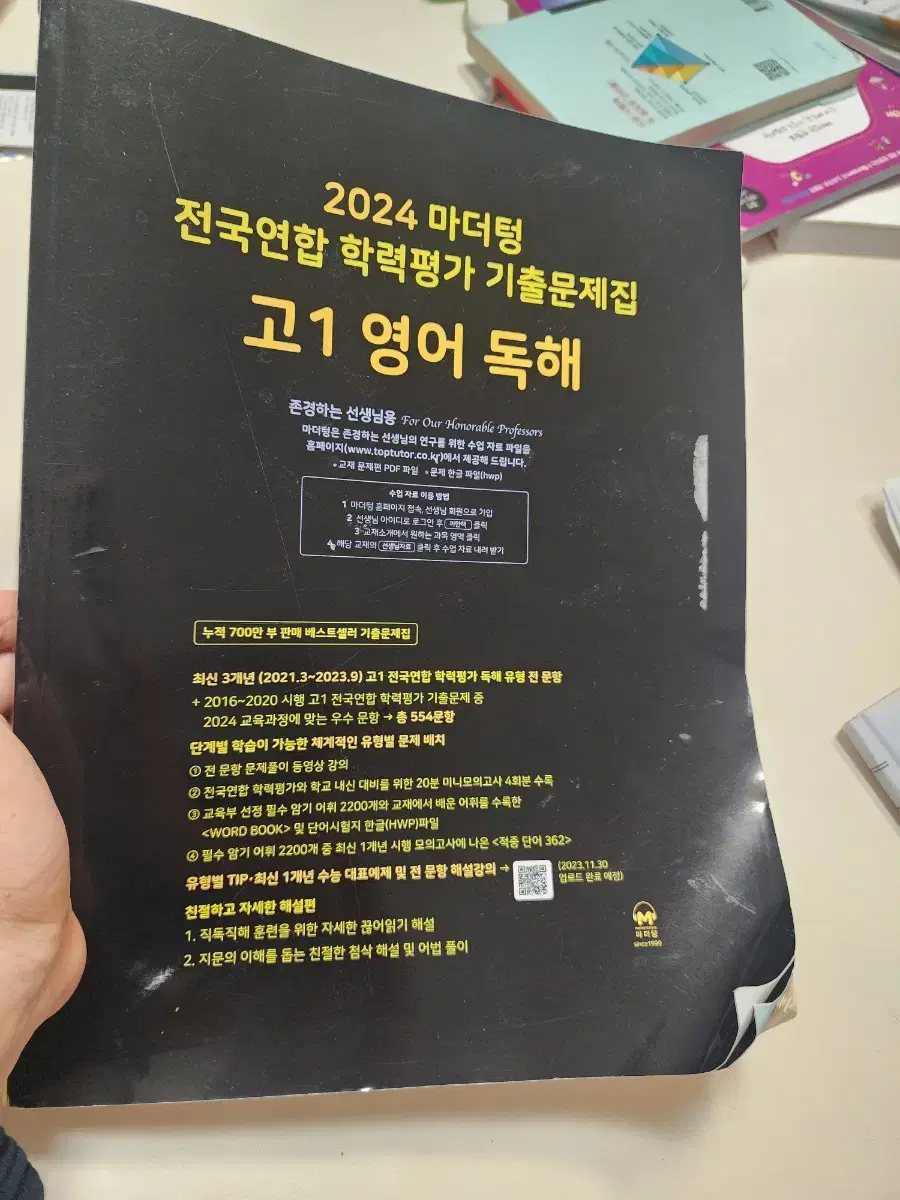 2024 마더텅
전국연합 학력평가 기출문제집
고1 영어 독해
존경하는 선생님용 For Our Honorable Professors
마더텅은 존경하는 선생님의 연구를 위한 수업 자료 파일을
홈페이지(www.toptutor.co.kr)에서 제공해 드립니다.
•교재 문제편 PDF 파일 •문제 한글 파일(hwp)
수업 자료 이용 방법
1 마더텅 홈페이지 접속, 선생님 회원으로 가입
2 선생님 아이디로 로그인 후 클릭
3 교재소개에서 원하는 과목 영역 클릭
4 해당 교재의 선생님자료 클릭 후 수업 자료 내려 받기
누적 700만 부 판매 베스트셀러 기출문제집
최신 3개년 (2021.3~2023.9) 고1 전국연합 학력평가 독해 유형 전 문항
+ 2016~2020 시행 고1 전국연합 학력평가 기출문제 중
2024 교육과정에 맞는 우수 문항 → 총 554문항
단계별 학습이 가능한 체계적인 유형별 문제 배치
① 전 문항 문제풀이 동영상 강의
② 전국연합 학력평가와 학교 내신 대비를 위한 20분 미니모의고사 4회분 수록
③ 교육부 선정 필수 암기 어휘 2200개와 교재에서 배운 어휘를 수록한
<WORD BOOK> 및 단어시험지 한글(HWP)파일
④ 필수 암기 어휘 2200개 중 최신 1개년 시행 모의고사에 나온 <적중 단어 362>
유형별 TIP·최신 1개년 수능 대표예제 및 전 문항 해설강의 →
(2023.11.30
업로드 완료 예정)
친절하고 자세한 해설편
1. 직독직해 훈련을 위한 자세한 끊어읽기 해설
2. 지문의 이해를 돕는 친절한 첨삭 해설 및 어법 풀이
M
마더텅
since1999